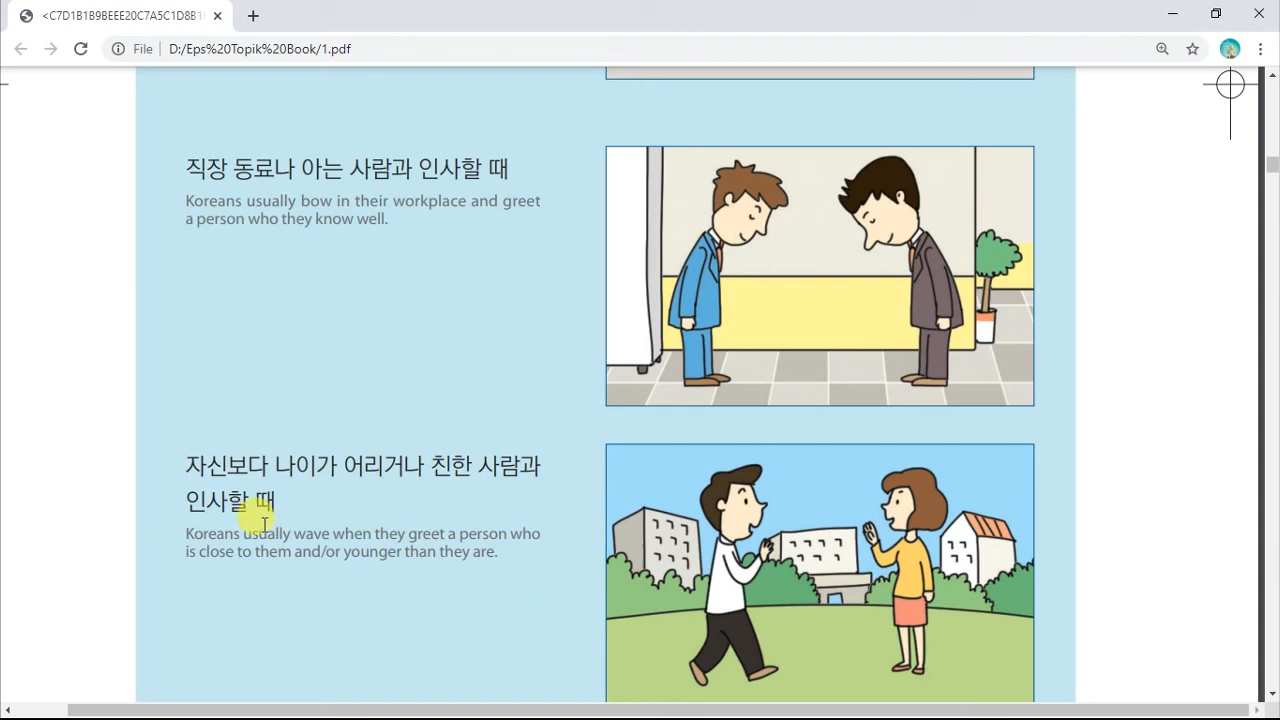 <C7D1B1B9BEEE20C7A5C1D8B1
File
D:/Eps%20Topik%20Book/1.pdf
직장 동료나 아는 사람과 인사할 때
Koreans usually bow in their workplace and greet
a person who they know well.
자신보다 나이가 어리거나 친한 사람과
인사할 때
Koreans usually wave when they greet a person who
is close to them and/or younger than they are.